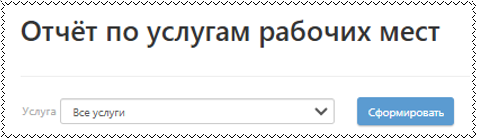 Отчёт по услугам рабочих мест
Услуга Все услуги Сформировать